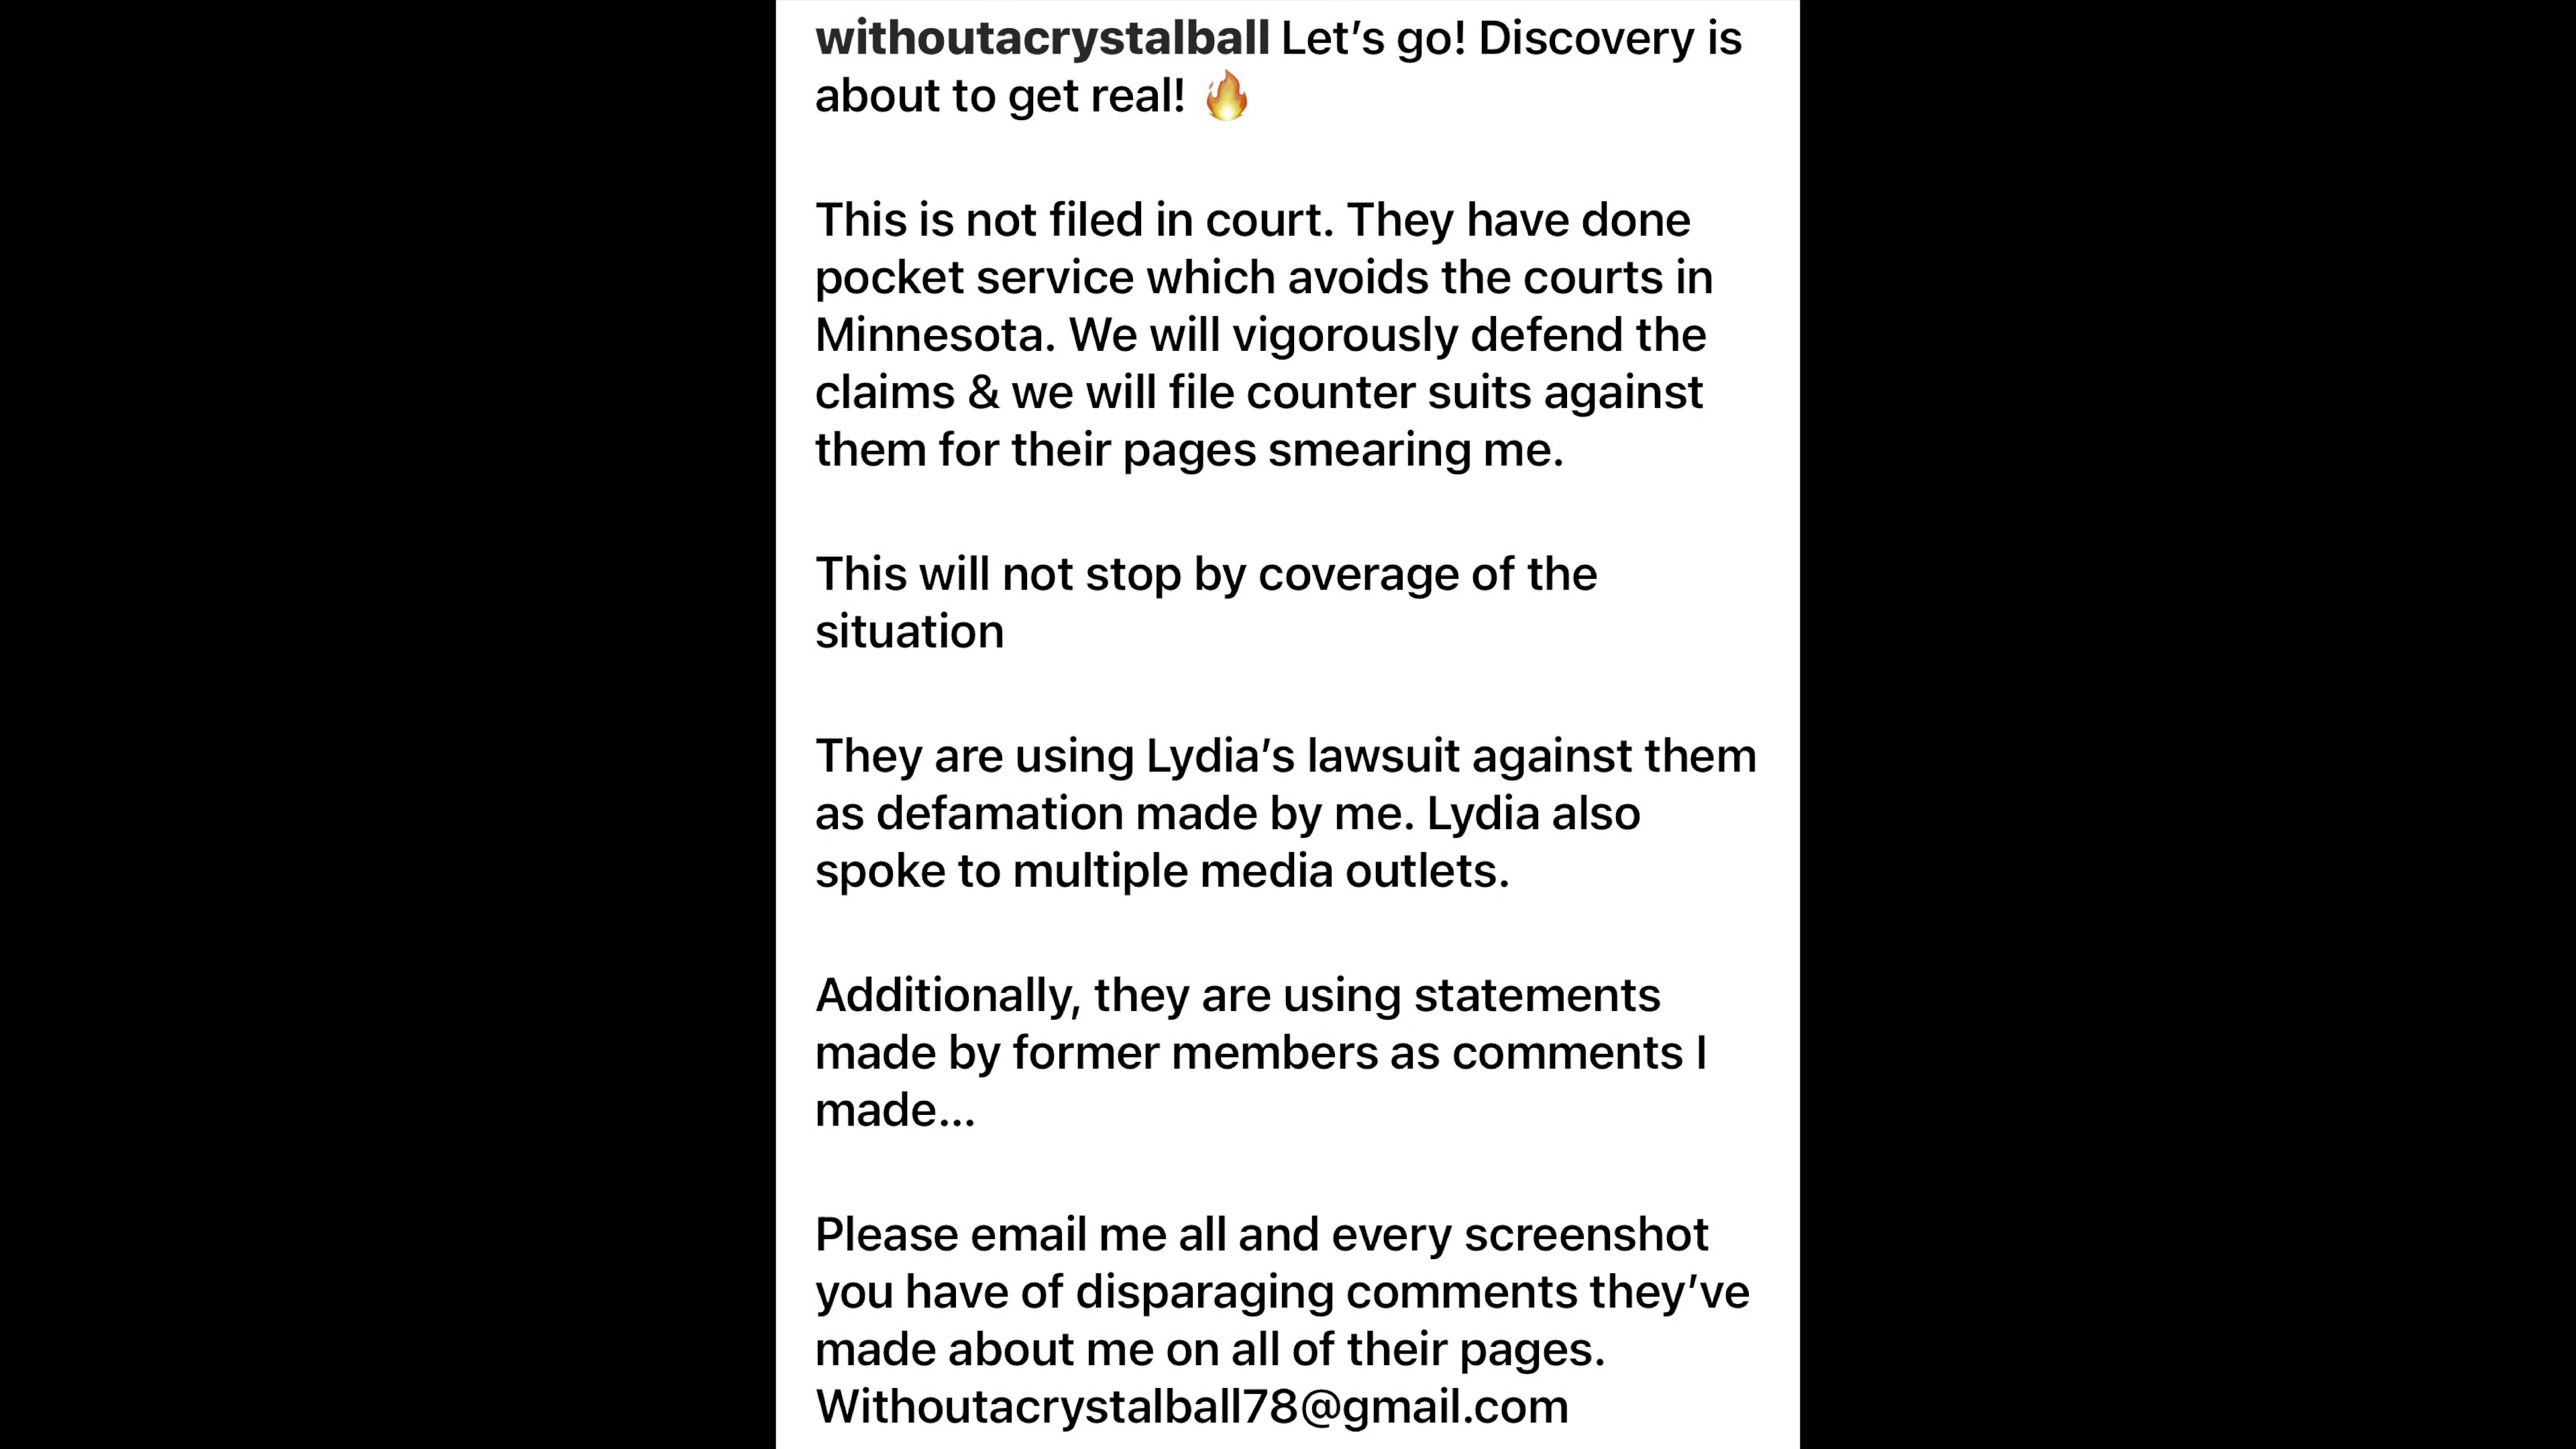 withoutacrystalball Let’s go! Discovery is
about to get real! 🔥
This is not filed in court. They have done
pocket service which avoids the courts in
Minnesota. We will vigorously defend the
claims & we will file counter suits against
them for their pages smearing me.
This will not stop by coverage of the
situation
They are using Lydia’s lawsuit against them
as defamation made by me. Lydia also
spoke to multiple media outlets.
Additionally, they are using statements
made by former members as comments I
made...
Please email me all and every screenshot
you have of disparaging comments they’ve
made about me on all of their pages.
Withoutacrystalball78@gmail.com